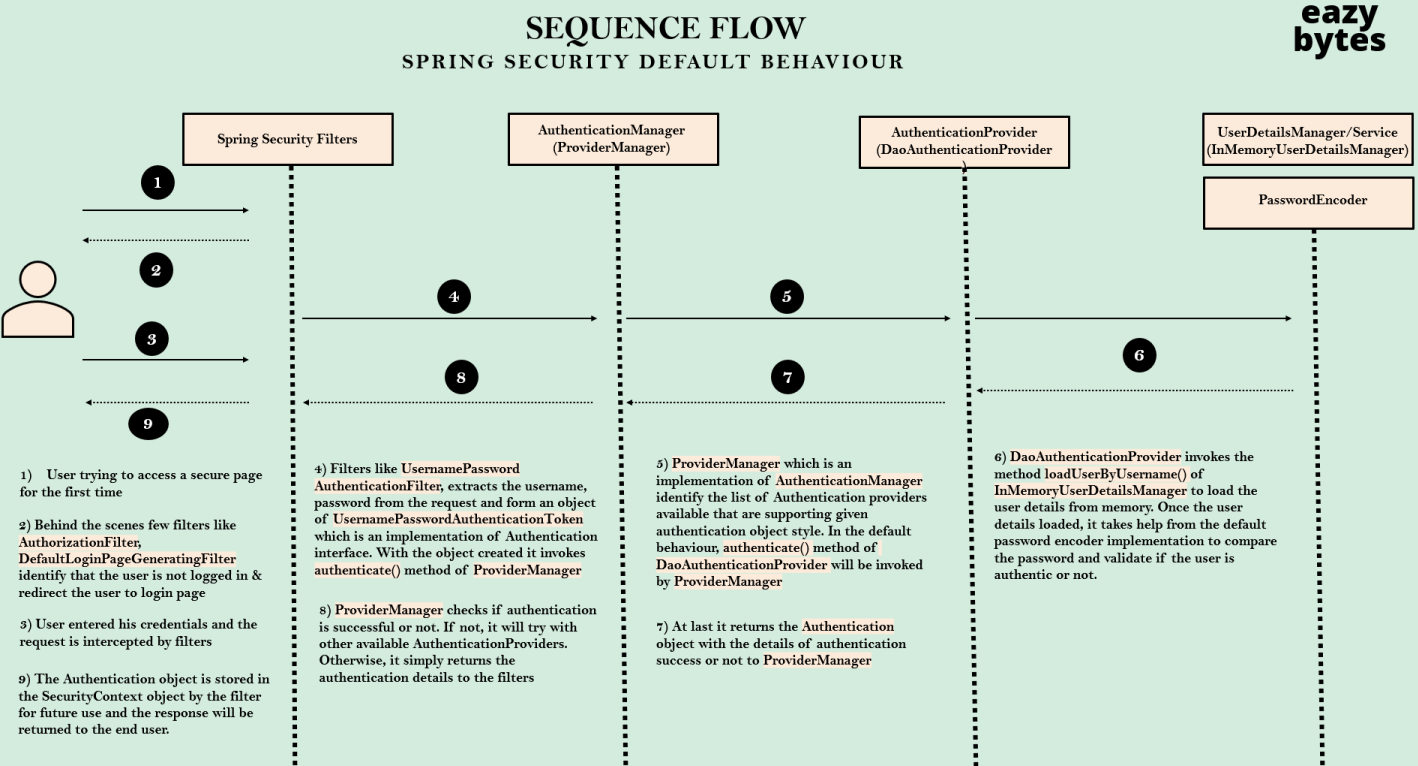 SEQUENCE FLOW
SPRING SECURITY DEFAULT BEHAVIOUR
eazy
bytes
Spring Security Filters
AuthenticationManager
(ProviderManager)
AuthenticationProvider
(DaoAuthenticationProvider
)
UserDetailsManager/Service
(InMemoryUserDetailsManager)
PasswordEncoder
1
2
3
4
5
6
7
8
9
1) User trying to access a secure page
for the first time
2) Behind the scenes few filters like
AuthorizationFilter,
DefaultLoginPageGeneratingFilter
identify that the user is not logged in &
redirect the user to login page
3) User entered his credentials and the
request is intercepted by filters
9) The Authentication object is stored in
the SecurityContext object by the filter
for future use and the response will be
returned to the end user.
4) Filters like UsernamePassword
AuthenticationFilter, extracts the username,
password from the request and form an object
of UsernamePasswordAuthenticationToken
which is an implementation of Authentication
interface. With the object created it invokes
authenticate() method of ProviderManager
8) ProviderManager checks if authentication
is successful or not. If not, it will try with
other available AuthenticationProviders.
Otherwise, it simply returns the
authentication details to the filters
5) ProviderManager which is an
implementation of AuthenticationManager
identify the list of Authentication providers
available that are supporting given
authentication object style. In the default
behaviour, authenticate() method of
DaoAuthenticationProvider will be invoked
by ProviderManager
7) At last it returns the Authentication
object with the details of authentication
success or not to ProviderManager
6) DaoAuthenticationProvider invokes the
method loadUserByUsername() of
InMemoryUserDetailsManager to load the
user details from memory. Once the user
details loaded, it takes help from the default
password encoder implementation to compare
the password and validate if the user is
authentic or not.